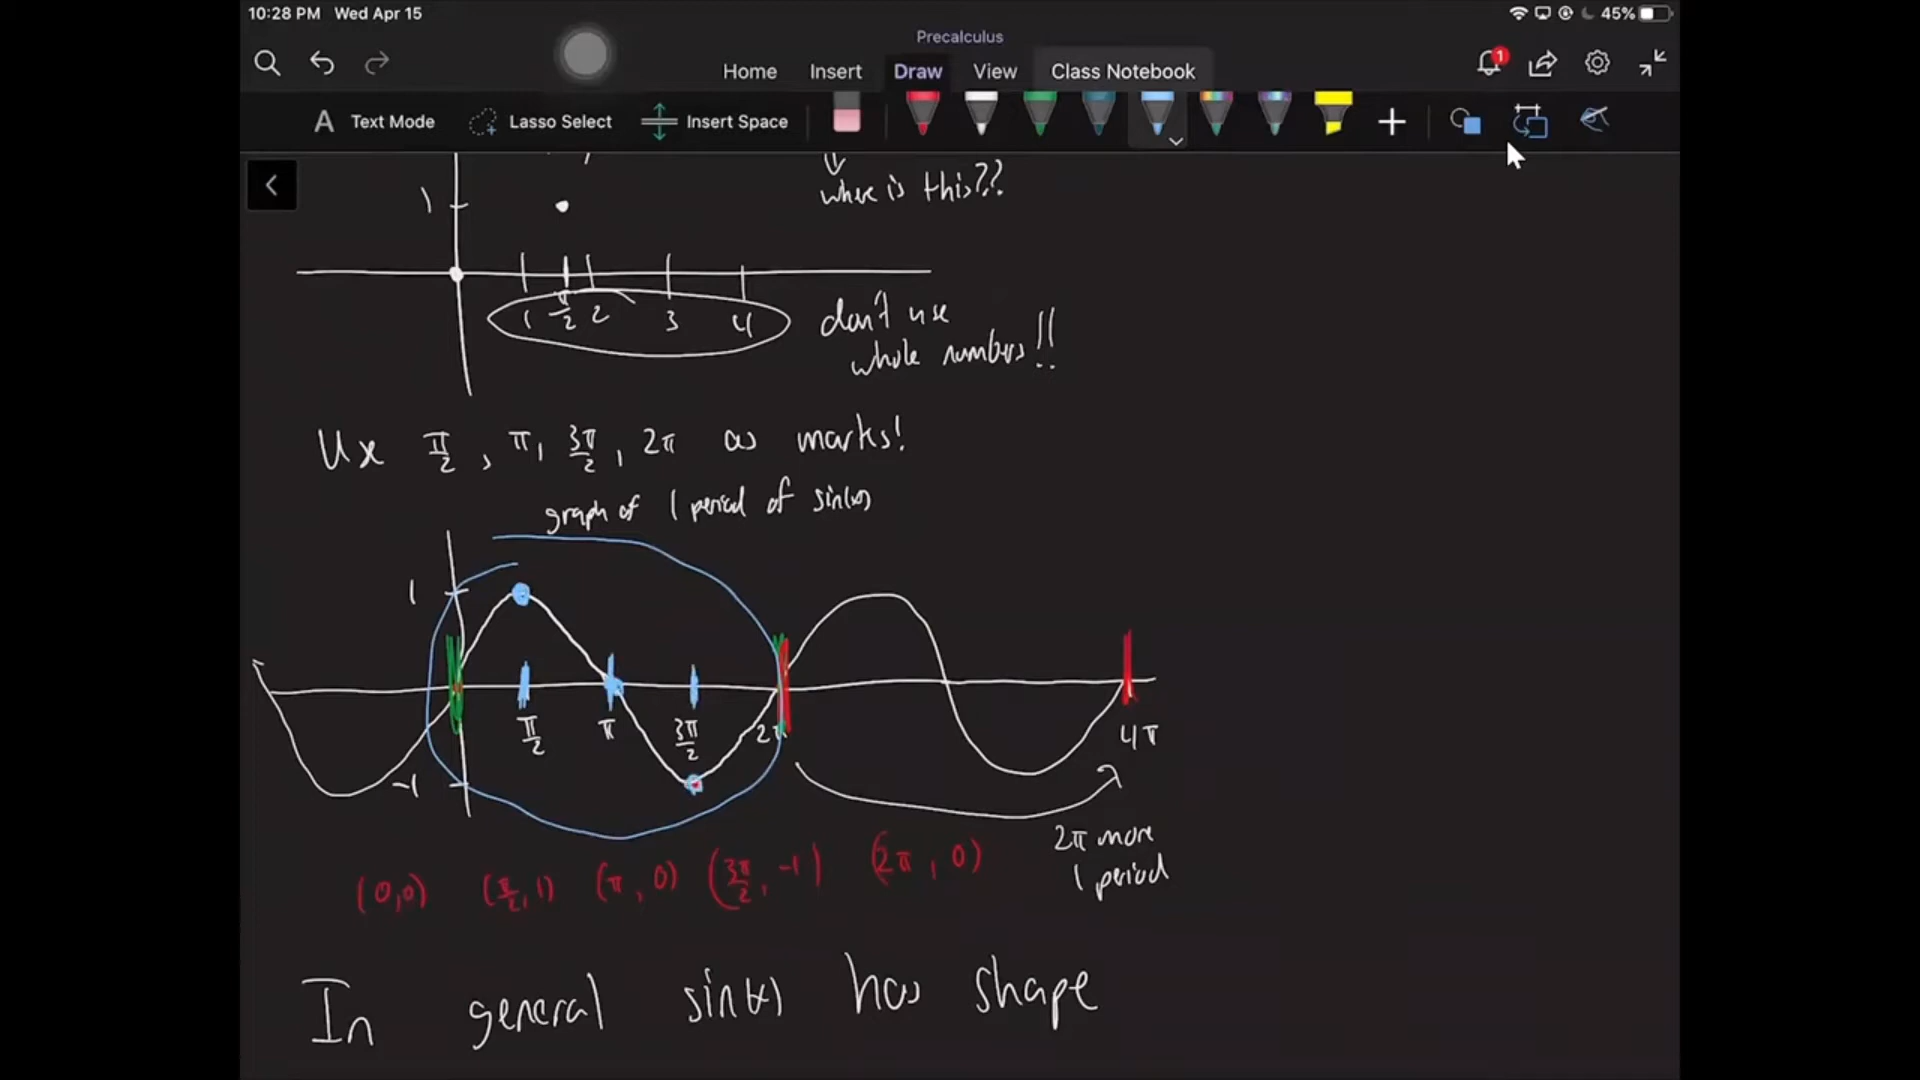 10:28 PM Wed Apr 15
45%
Precalculus
Home Insert Draw View Class Notebook
1
A Text Mode Lasso Select Insert Space
where is this??
1
1 π/2 2 3 4
don't use
whole numbers!!
Use π/2, π, 3π/2, 2π as marks!
graph of 1 period of sin(x)
1
π/2 π 3π/2 2π 4π
-1
2π more
1 period
(0,0) (π/2, 1) (π, 0) (3π/2, -1) (2π, 0)
In general sin(x) has shape